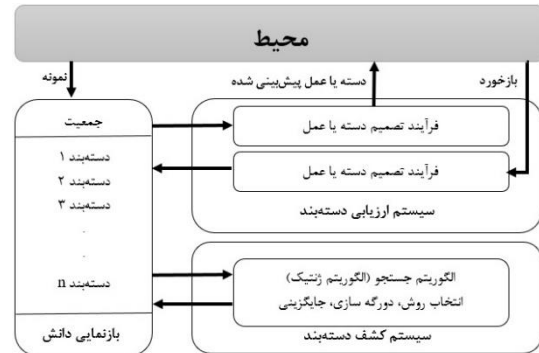 محیط
نمونه
دسته یا عمل پیش‌بینی شده
بازخورد
جمعیت
دسته‌بند ۱
دسته‌بند ۲
دسته‌بند ۳
.
.
دسته‌بند n
بازنمایی دانش
فرآیند تصمیم دسته یا عمل
فرآیند تصمیم دسته یا عمل
سیستم ارزیابی دسته‌بند
الگوریتم جستجو (الگوریتم ژنتیک)
انتخاب روش، دورگه سازی، جایگزینی
سیستم کشف دسته‌بند